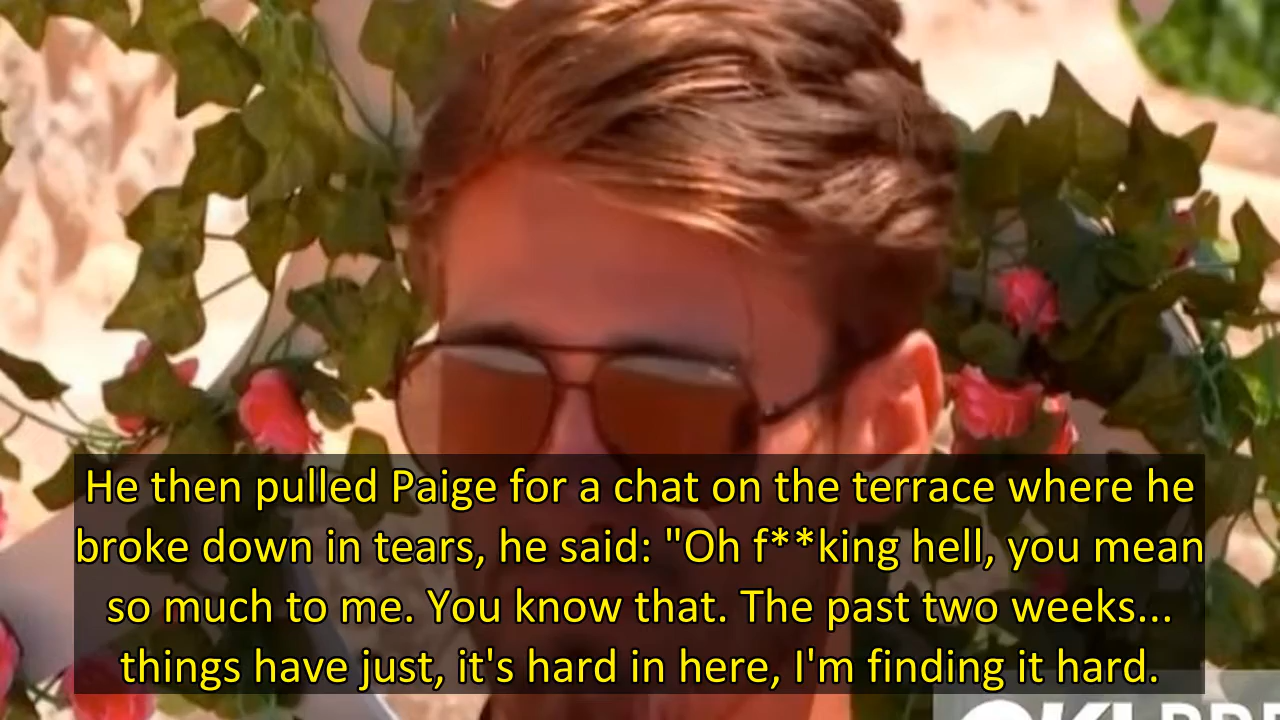 He then pulled Paige for a chat on the terrace where he
broke down in tears, he said: "Oh f**king hell, you mean
so much to me. You know that. The past two weeks...
things have just, it's hard in here, I'm finding it hard.